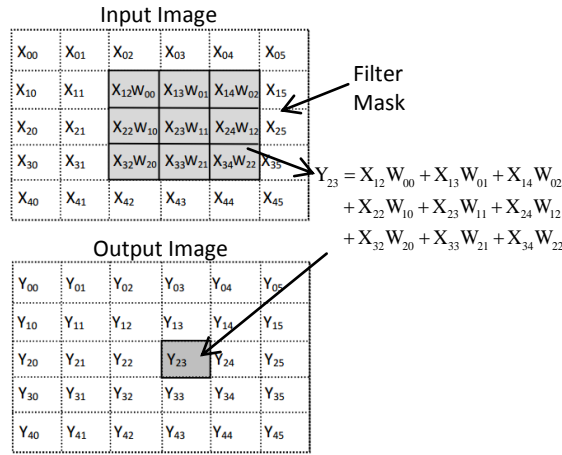 Input Image
X₀₀ X₀₁ X₀₂ X₀₃ X₀₄ X₀₅
X₁₀ X₁₁ X₁₂W₀₀ X₁₃W₀₁ X₁₄W₀₂ X₁₅
Filter
Mask
X₂₀ X₂₁ X₂₂W₁₀ X₂₃W₁₁ X₂₄W₁₂ X₂₅
X₃₀ X₃₁ X₃₂W₂₀ X₃₃W₂₁ X₃₄W₂₂ X₃₅
X₄₀ X₄₁ X₄₂ X₄₃ X₄₄ X₄₅
Y₂₃ = X₁₂W₀₀ + X₁₃W₀₁ + X₁₄W₀₂
+ X₂₂W₁₀ + X₂₃W₁₁ + X₂₄W₁₂
+ X₃₂W₂₀ + X₃₃W₂₁ + X₃₄W₂₂
Output Image
Y₀₀ Y₀₁ Y₀₂ Y₀₃ Y₀₄ Y₀₅
Y₁₀ Y₁₁ Y₁₂ Y₁₃ Y₁₄ Y₁₅
Y₂₀ Y₂₁ Y₂₂ Y₂₃ Y₂₄ Y₂₅
Y₃₀ Y₃₁ Y₃₂ Y₃₃ Y₃₄ Y₃₅
Y₄₀ Y₄₁ Y₄₂ Y₄₃ Y₄₄ Y₄₅